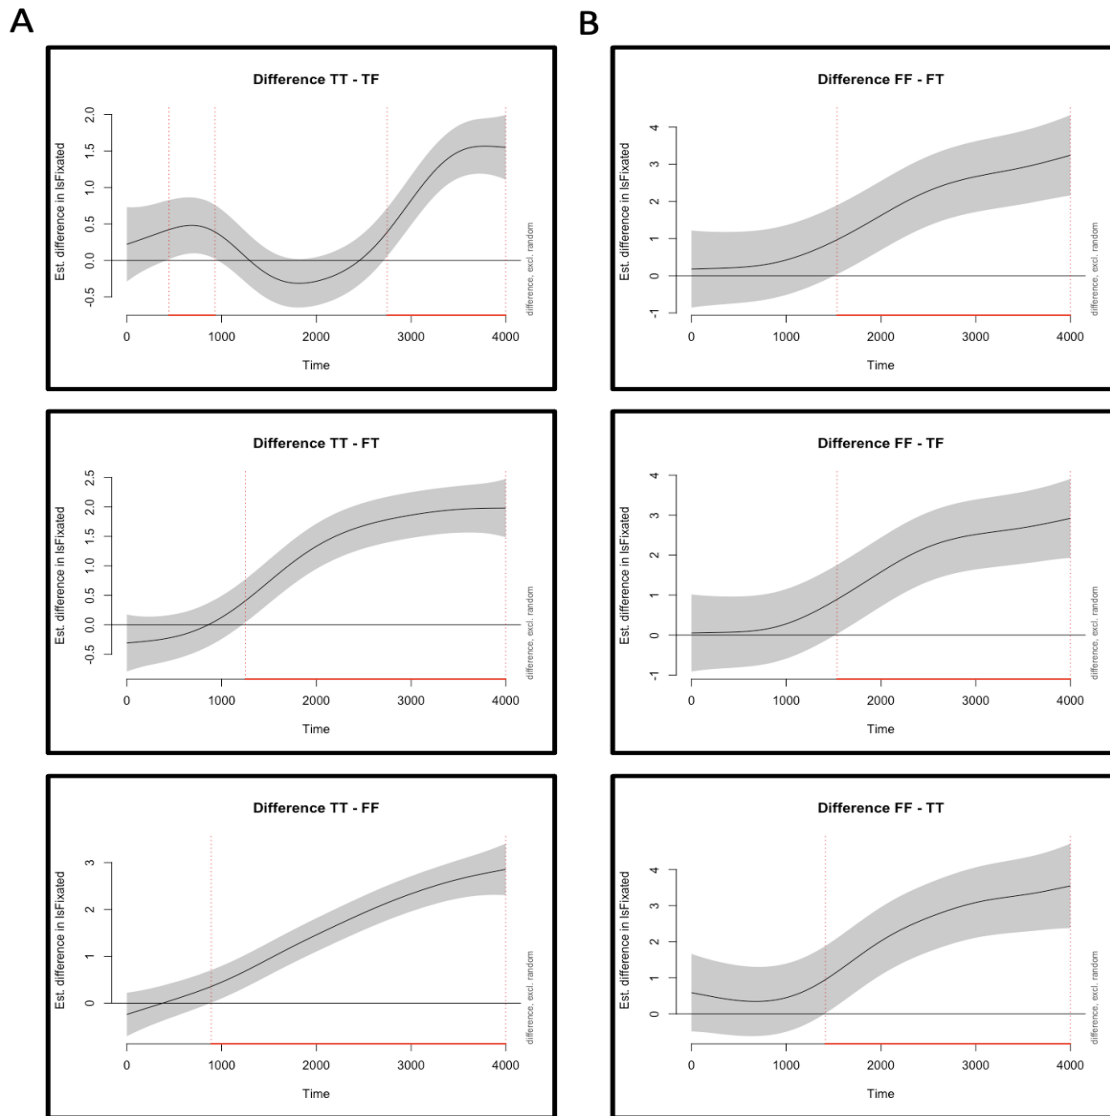 A
B
Difference TT - TF
Est. difference in IsFixated
-0.5
0.0
0.5
1.0
1.5
2.0
0
1000
2000
3000
4000
Time
difference, excl. random
Difference FF - FT
Est. difference in IsFixated
-1
0
1
2
3
4
0
1000
2000
3000
4000
Time
difference, excl. random
Difference TT - FT
Est. difference in IsFixated
-0.5
0.0
0.5
1.0
1.5
2.0
2.5
0
1000
2000
3000
4000
Time
difference, excl. random
Difference FF - TF
Est. difference in IsFixated
-1
0
1
2
3
4
0
1000
2000
3000
4000
Time
difference, excl. random
Difference TT - FF
Est. difference in IsFixated
0
1
2
3
0
1000
2000
3000
4000
Time
difference, excl. random
Difference FF - TT
Est. difference in IsFixated
0
1
2
3
4
0
1000
2000
3000
4000
Time
difference, excl. random